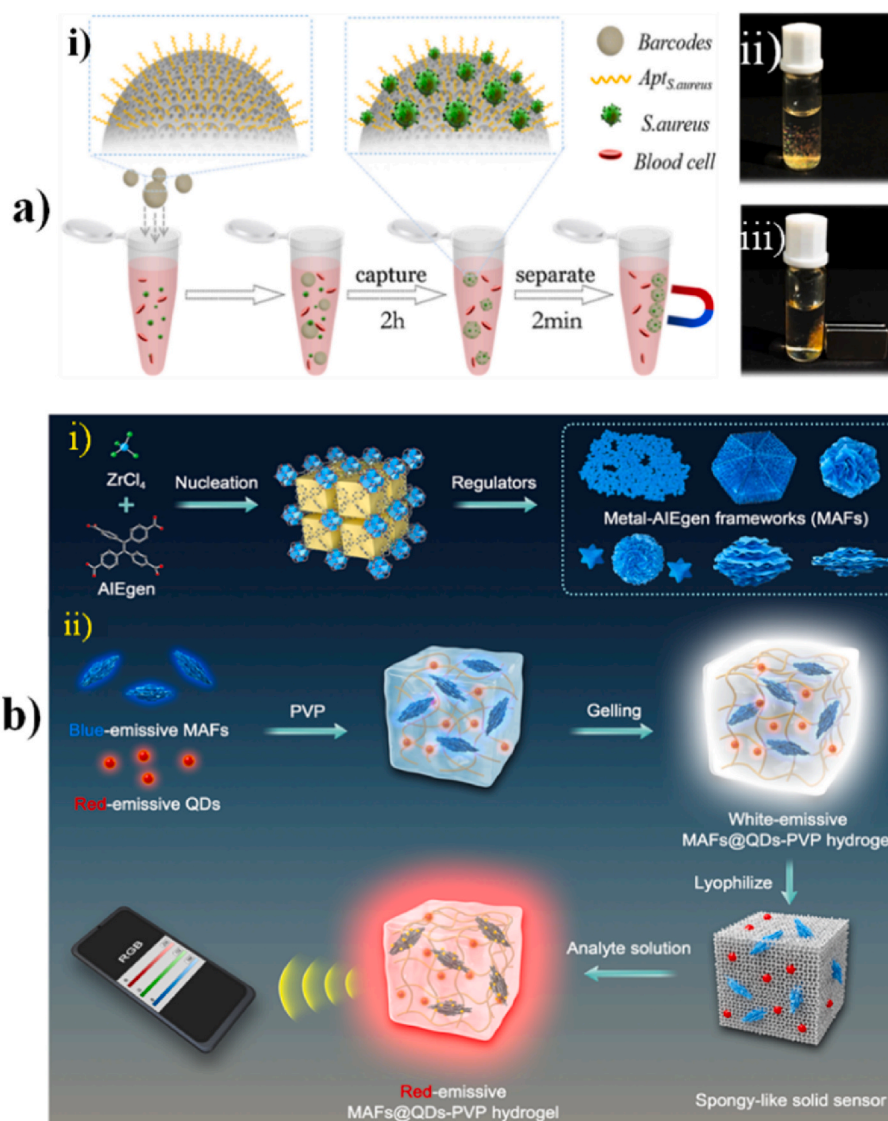 a)
i)
Barcodes
Apt_S.aureus
S.aureus
Blood cell
capture
2h
separate
2min
ii)
iii)
b)
i)
ZrCl4
+
AIEgen
Nucleation
Regulators
Metal-AIEgen frameworks (MAFs)
ii)
Blue-emissive MAFs
Red-emissive QDs
PVP
Gelling
White-emissive
MAFs@QDs-PVP hydrogel
Lyophilize
Spongy-like solid sensor
Analyte solution
Red-emissive
MAFs@QDs-PVP hydrogel
RGB